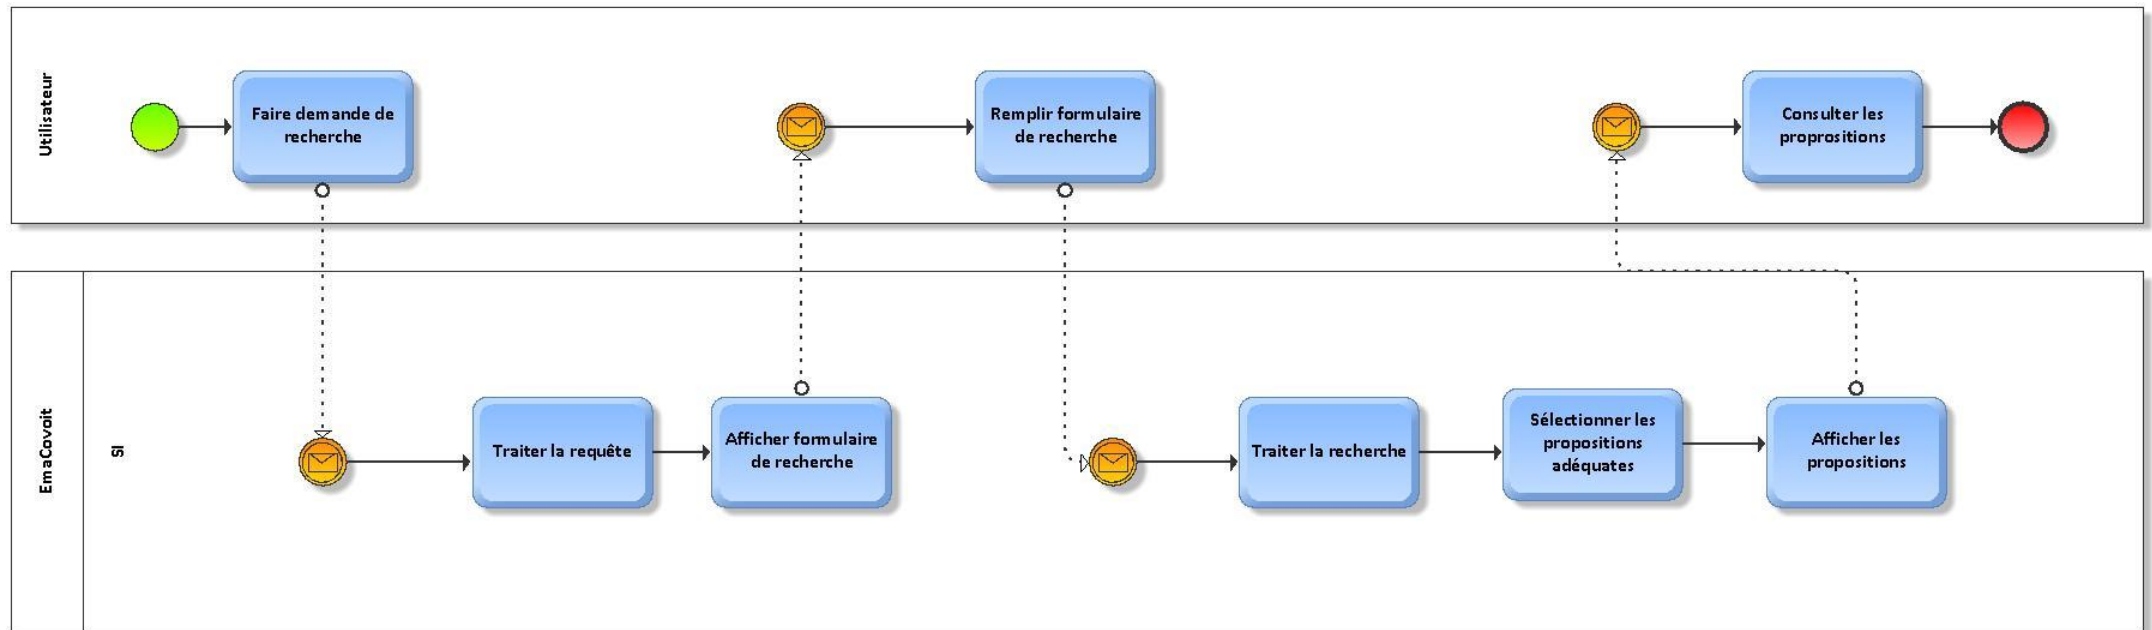 Utilisateur
Faire demande de
recherche
Remplir formulaire
de recherche
Consulter les
proprositions
EmaCovoit
SI
Traiter la requête
Afficher formulaire
de recherche
Traiter la recherche
Sélectionner les
propositions
adéquates
Afficher les
propositions